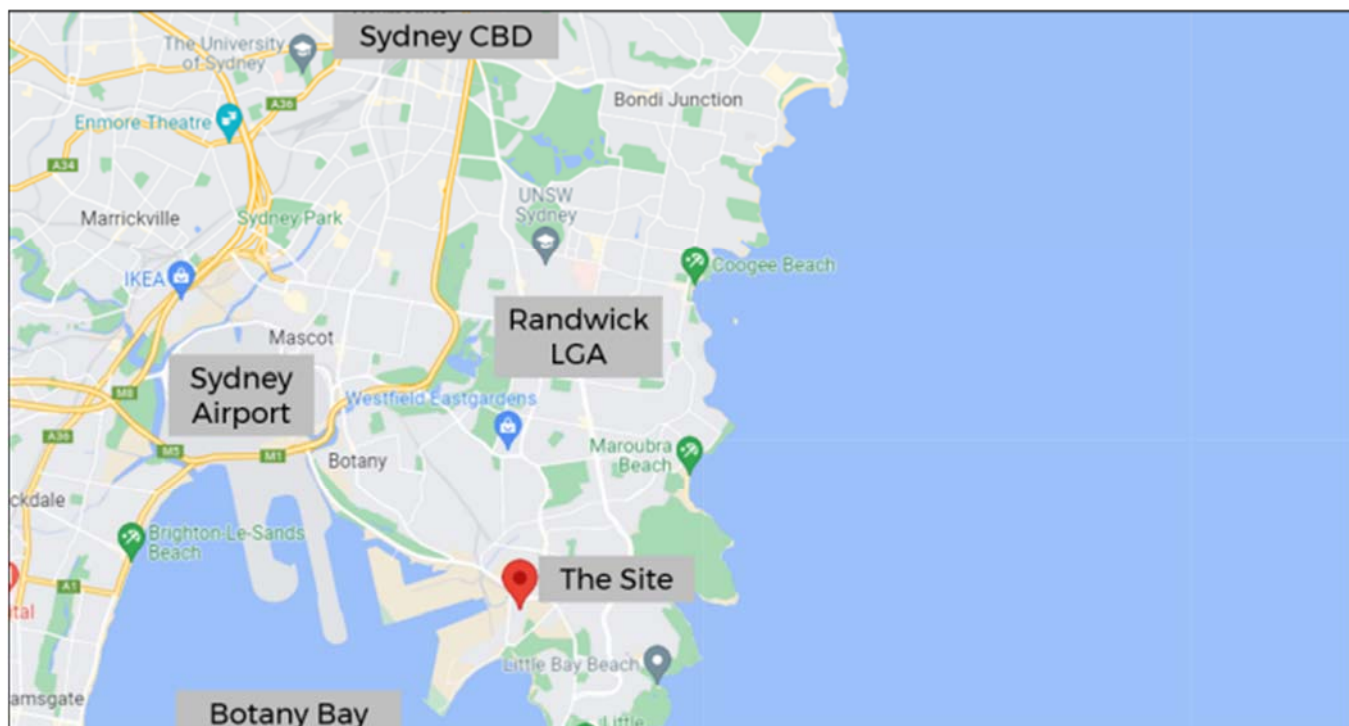 Sydney CBD
The University
of Sydney
A36
Bondi Junction
Enmore Theatre
A34
UNSW
Sydney
Marrickville
Sydney Park
Coogee Beach
IKEA
Randwick
LGA
Mascot
Sydney
Airport
M8
Westfield Eastgardens
A36
M5
M1
Botany
Maroubra
Beach
ckdale
Brighton-Le-Sands
Beach
The Site
A1
ital
Little Bay Beach
amsgate
Botany Bay
Little